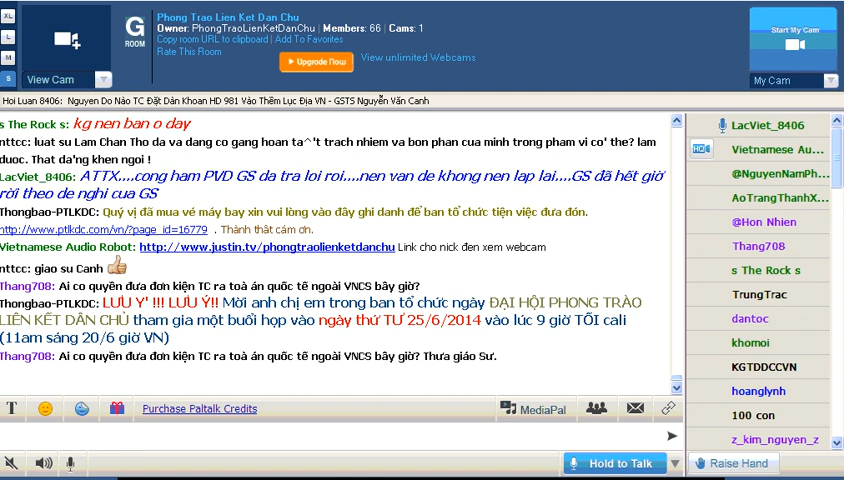 XL
L
M
S
View Cam
G
ROOM
Phong Trao Lien Ket Dan Chu
Owner: PhongTraoLienKetDanChu | Members: 66 | Cams: 1
Copy room URL to clipboard | Add To Favorites
Rate This Room
Upgrade Now
View unlimited Webcams
Start My Cam
My Cam
Hoi Luan 8406: Nguyen Do Nào TC Đặt Dàn Khoan HD 981 Vào Thềm Lục Địa VN - GSTS Nguyễn Văn Canh
s The Rock s: kg nen ban o day
nttcc: luat su Lam Chan Tho da va dang co gang hoan ta^'t trach nhiem va bon phan cua minh trong pham vi co' the? lam
duoc. That da'ng khen ngoi !
LacViet_8406: ATTX....cong ham PVD GS da tra loi roi....nen van de khong nen lap lai....GS đã hết giờ
rời theo de nghi cua GS
Thongbao-PTLKDC: Quý vị đã mua vé máy bay xin vui lòng vào đây ghi danh để ban tổ chức tiện việc đưa đón.
http://www.ptlkdc.com/vn/?page_id=16779 . Thành thât cám ơn.
Vietnamese Audio Robot: http://www.justin.tv/phongtraolienketdanchu Link cho nick đen xem webcam
nttcc: giao su Canh
Thang708: Ai co quyền đưa đơn kiện TC ra toà án quốc tế ngoài VNCS bây giờ?
Thongbao-PTLKDC: LƯU Y' !!! LƯU Ý!! Mời anh chị em trong ban tổ chức ngày ĐẠI HỘI PHONG TRÀO
LIÊN KẾT DÂN CHỦ tham gia một buổi họp vào ngày thứ TƯ 25/6/2014 vào lúc 9 giờ TỐI cali
(11am sáng 20/6 giờ VN)
Thang708: Ai co quyền đưa đơn kiện TC ra toà án quốc tế ngoài VNCS bây giờ? Thưa giáo Sư.
LacViet_8406
HQ
Vietnamese Au...
@NguyenNamPh...
AoTrangThanhX...
@Hon Nhien
Thang708
s The Rock s
TrungTrac
dantoc
khomoi
KGTDDCCVN
hoanglynh
100 con
z_kim_nguyen_z
T
Purchase Paltalk Credits
MediaPal
Hold to Talk
Raise Hand